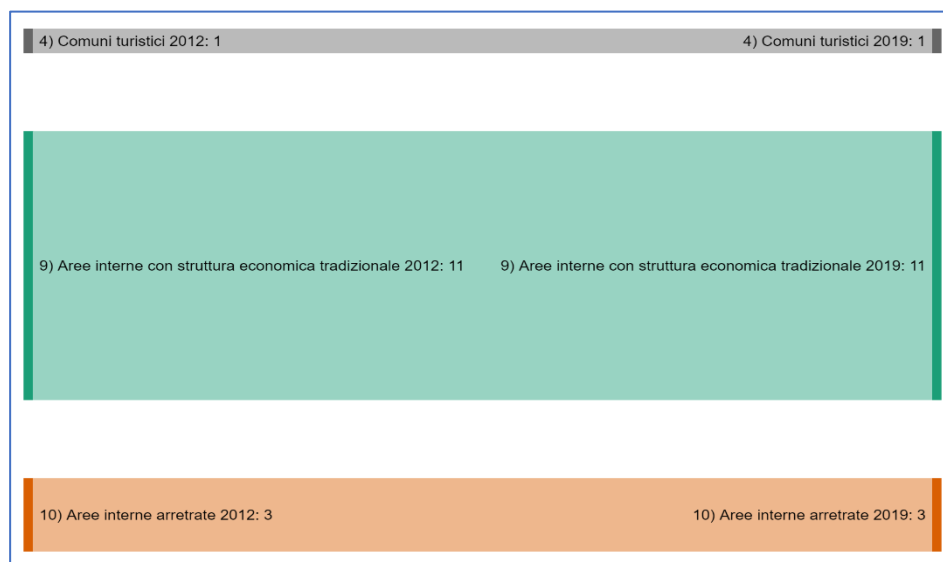 4) Comuni turistici 2012: 1
4) Comuni turistici 2019: 1
9) Aree interne con struttura economica tradizionale 2012: 11
9) Aree interne con struttura economica tradizionale 2019: 11
10) Aree interne arretrate 2012: 3
10) Aree interne arretrate 2019: 3